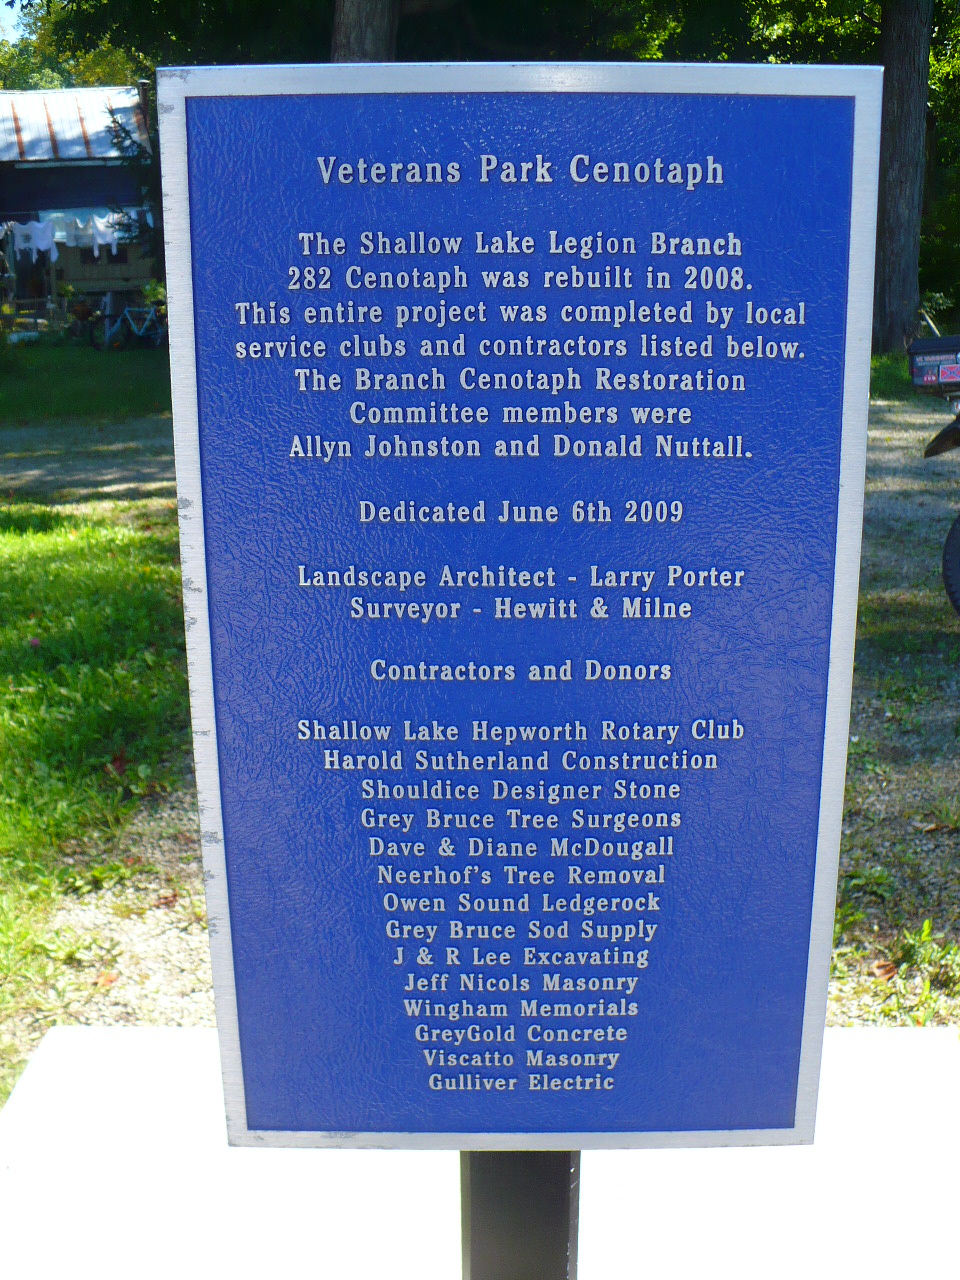 Veterans Park Cenotaph
The Shallow Lake Legion Branch
282 Cenotaph was rebuilt in 2008.
This entire project was completed by local
service clubs and contractors listed below.
The Branch Cenotaph Restoration
Committee members were
Allyn Johnston and Donald Nuttall.
Dedicated June 6th 2009
Landscape Architect - Larry Porter
Surveyor - Hewitt & Milne
Contractors and Donors
Shallow Lake Hepworth Rotary Club
Harold Sutherland Construction
Shouldice Designer Stone
Grey Bruce Tree Surgeons
Dave & Diane McDougall
Neerhof's Tree Removal
Owen Sound Ledgerock
Grey Bruce Sod Supply
J & R Lee Excavating
Jeff Nicols Masonry
Wingham Memorials
GreyGold Concrete
Viscatto Masonry
Gulliver Electric